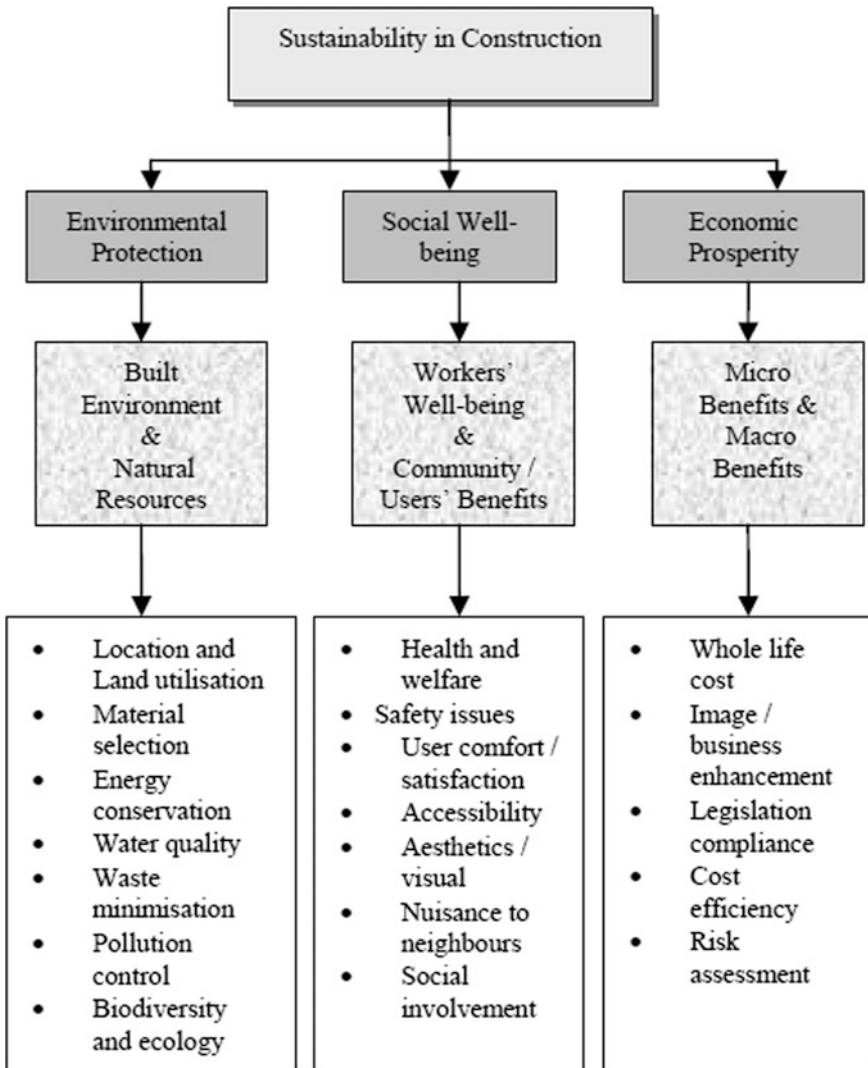 Sustainability in Construction
Environmental
Protection
Social Well-
being
Economic
Prosperity
Built
Environment
&
Natural
Resources
Workers'
Well-being
&
Community /
Users' Benefits
Micro
Benefits &
Macro
Benefits
• Location and
Land utilisation
• Material
selection
• Energy
conservation
• Water quality
• Waste
minimisation
• Pollution
control
• Biodiversity
and ecology
• Health and
welfare
• Safety issues
• User comfort /
satisfaction
• Accessibility
• Aesthetics /
visual
• Nuisance to
neighbours
• Social
involvement
• Whole life
cost
• Image /
business
enhancement
• Legislation
compliance
• Cost
efficiency
• Risk
assessment